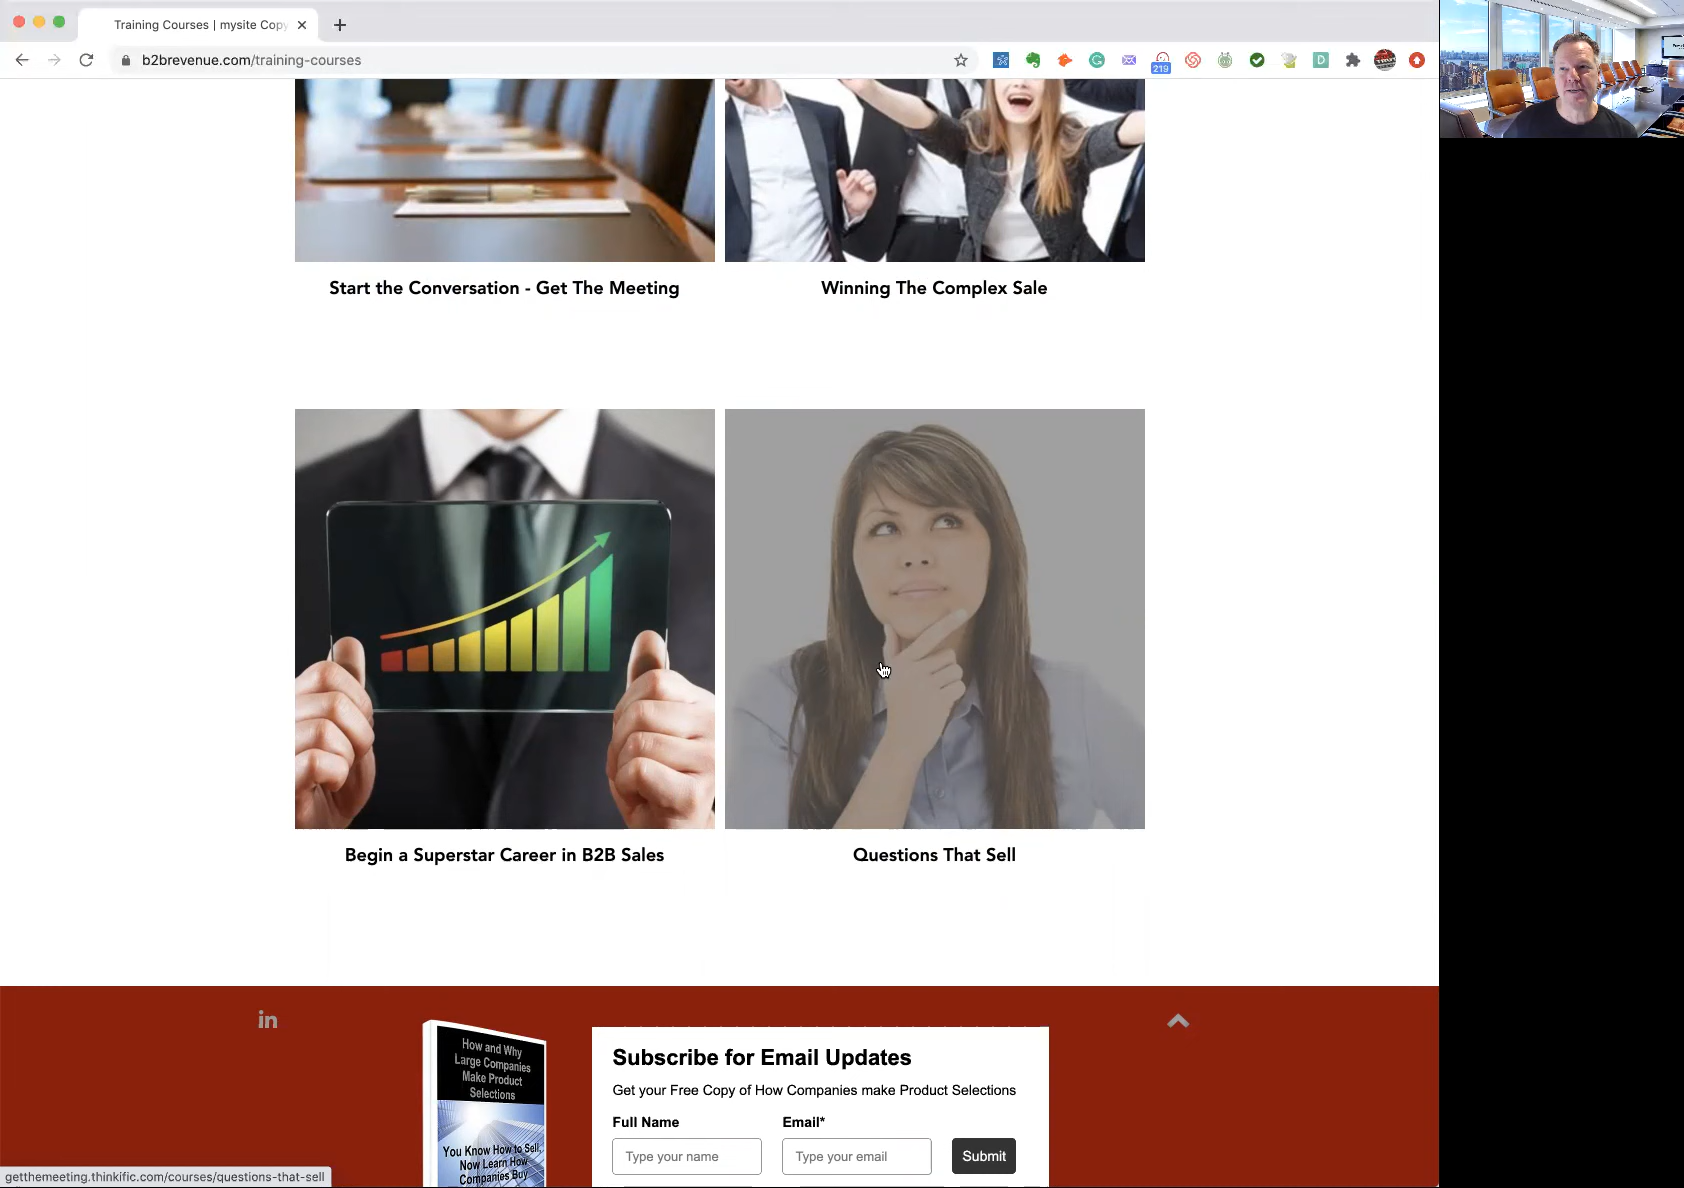 Training Courses | mysite Copy
b2brevenue.com/training-courses
219
D
Start the Conversation - Get The Meeting
Winning The Complex Sale
Begin a Superstar Career in B2B Sales
Questions That Sell
in
How and Why
Large Companies
Make Product
Selections
You Know How to Sell,
Now Learn How
Companies Buy
Subscribe for Email Updates
Get your Free Copy of How Companies make Product Selections
Full Name
Email*
Type your name
Type your email
Submit
getthemeeting.thinkific.com/courses/questions-that-sell